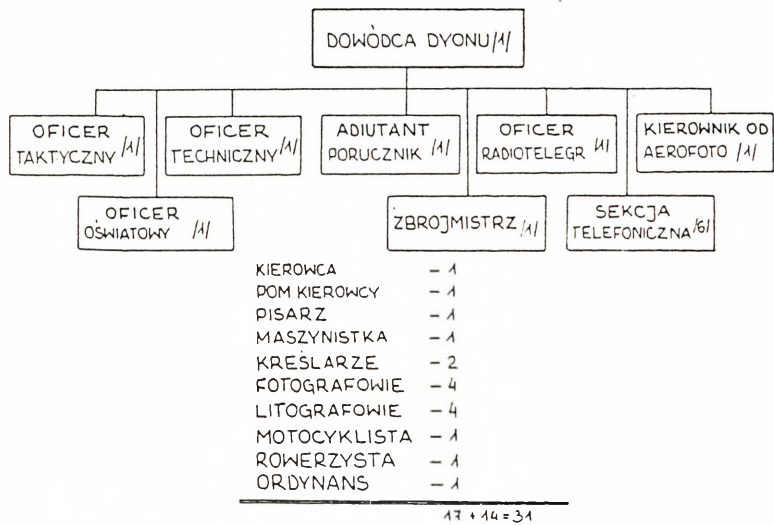 DOWÓDCA DYONU /1/
OFICER
TAKTYCZNY /1/
OFICER
TECHNICZNY /1/
ADIUTANT
PORUCZNIK /1/
OFICER
RADIOTELEGR /1/
KIEROWNIK OD
AEROFOTO /1/
OFICER
OŚWIATOWY /1/
ZBROJMISTRZ /1/
SEKCJA
TELEFONICZNA /6/
KIEROWCA – 1
POM KIEROWCY – 1
PISARZ – 1
MASZYNISTKA – 1
KREŚLARZE – 2
FOTOGRAFOWIE – 4
LITOGRAFOWIE – 4
MOTOCYKLISTA – 1
ROWERZYSTA – 1
ORDYNANS – 1
17 + 14 = 31